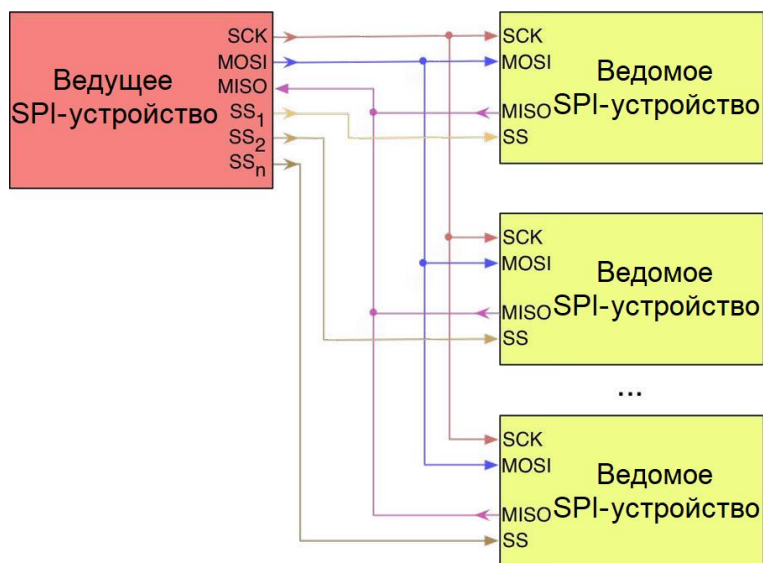 SCK
MOSI
MISO
SS1
SS2
SSn
Ведущее
SPI-устройство
SCK
MOSI
MISO
SS
Ведомое
SPI-устройство
SCK
MOSI
MISO
SS
Ведомое
SPI-устройство
...
SCK
MOSI
MISO
SS
Ведомое
SPI-устройство